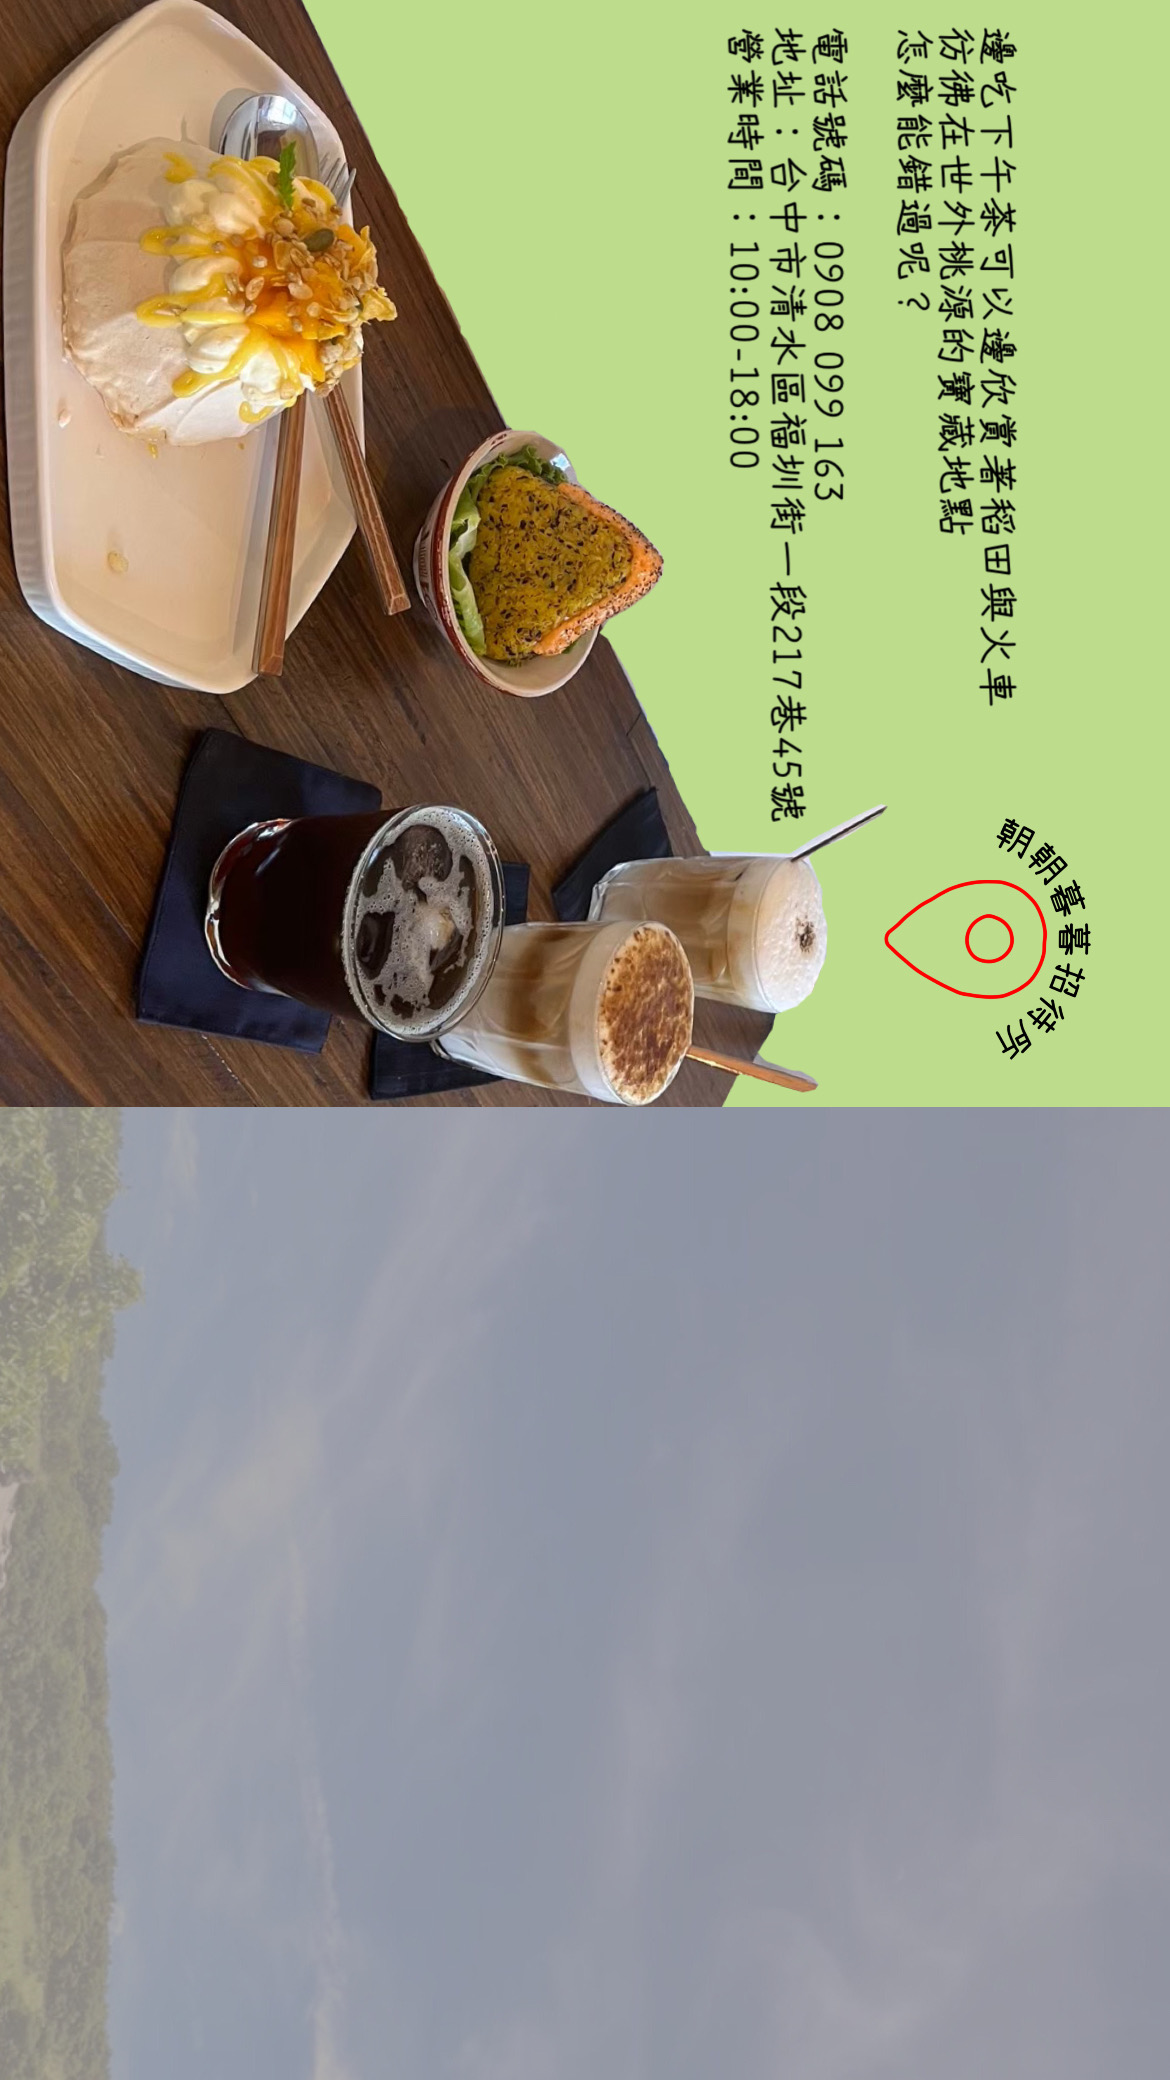 朝朝暮暮招待所
邊吃下午茶可以邊欣賞著稻田與火車
彷彿在世外桃源的寶藏地點
怎麼能錯過呢？
電話號碼：0908 099 163
地址：台中市清水區福圳街一段217巷45號
營業時間：10:00-18:00